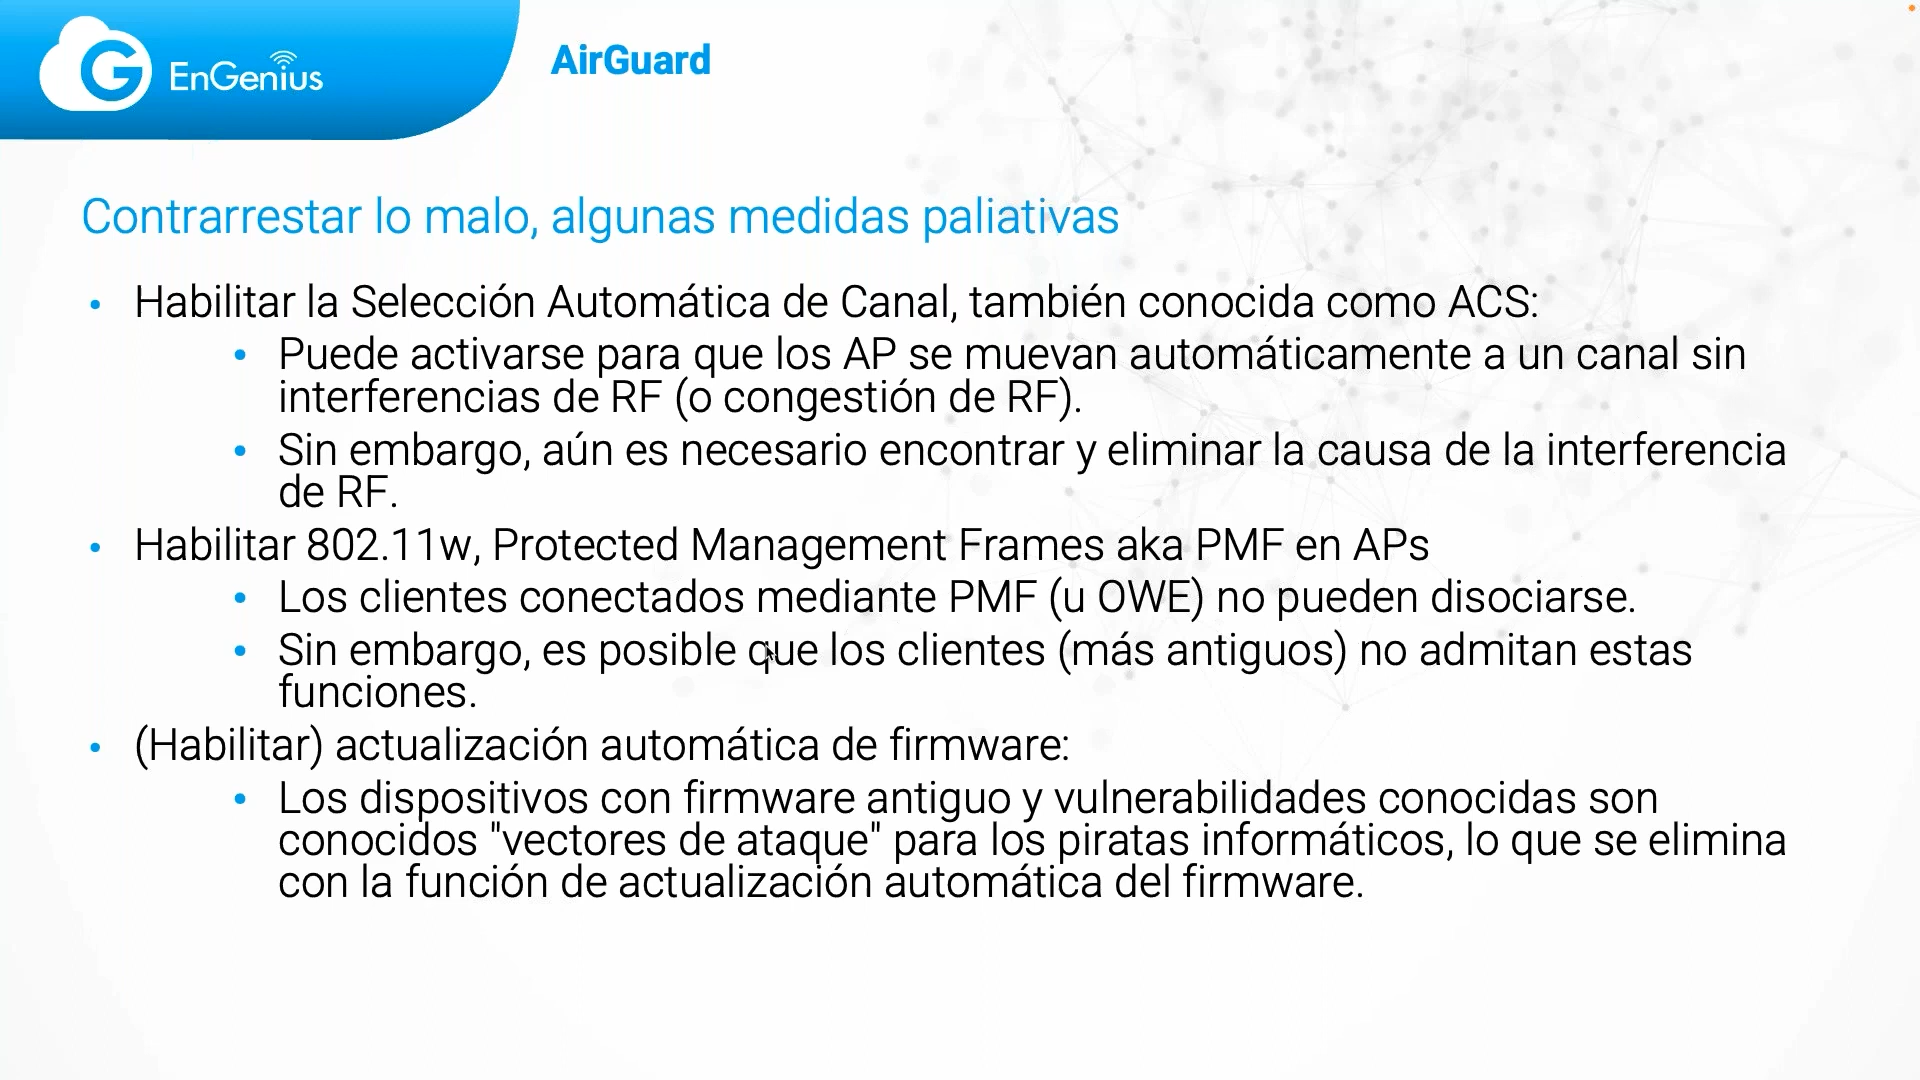 EnGenius
AirGuard
Contrarrestar lo malo, algunas medidas paliativas
• Habilitar la Selección Automática de Canal, también conocida como ACS:
• Puede activarse para que los AP se muevan automáticamente a un canal sin
interferencias de RF (o congestión de RF).
• Sin embargo, aún es necesario encontrar y eliminar la causa de la interferencia
de RF.
• Habilitar 802.11w, Protected Management Frames aka PMF en APs
• Los clientes conectados mediante PMF (u OWE) no pueden disociarse.
• Sin embargo, es posible que los clientes (más antiguos) no admitan estas
funciones.
• (Habilitar) actualización automática de firmware:
• Los dispositivos con firmware antiguo y vulnerabilidades conocidas son
conocidos "vectores de ataque" para los piratas informáticos, lo que se elimina
con la función de actualización automática del firmware.